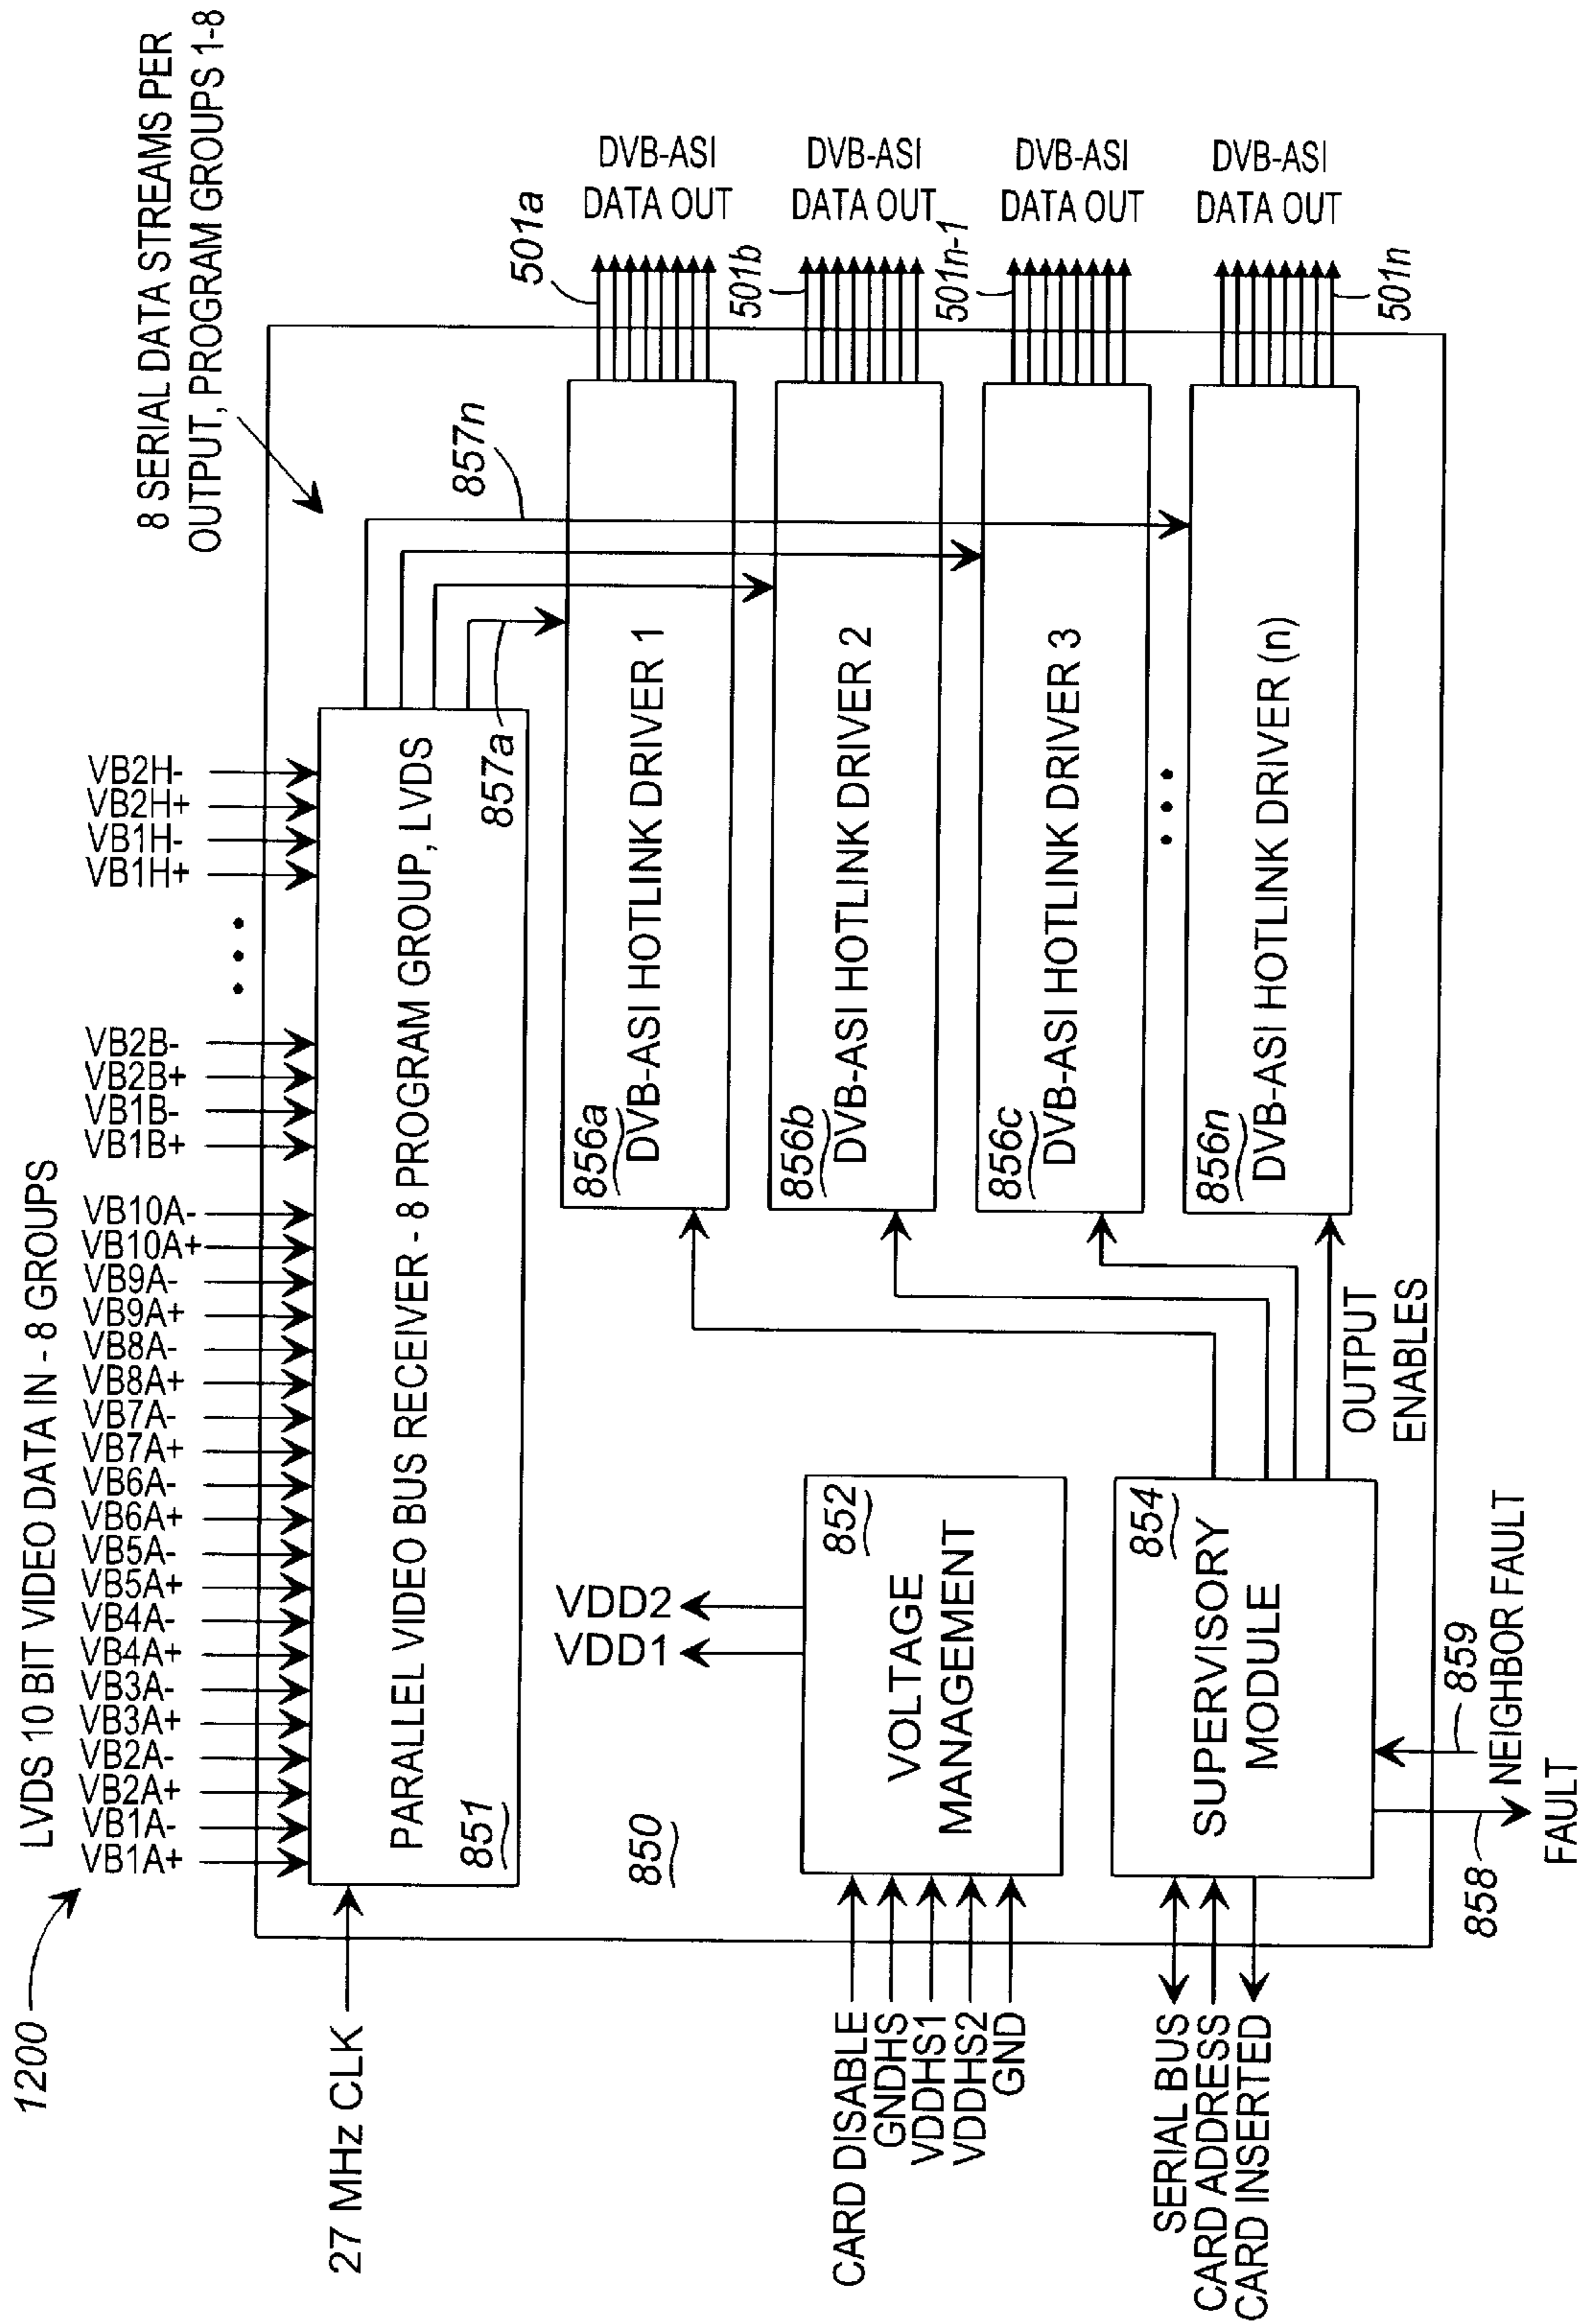 1200
LVDS 10 BIT VIDEO DATA IN - 8 GROUPS
VB1A+
VB1A-
VB2A+
VB2A-
VB3A+
VB3A-
VB4A+
VB4A-
VB5A+
VB5A-
VB6A+
VB6A-
VB7A+
VB7A-
VB8A+
VB8A-
VB9A+
VB9A-
VB10A+
VB10A-
VB1B+
VB1B-
VB2B+
VB2B-
• • •
VB1H+
VB1H-
VB2H+
VB2H-
8 SERIAL DATA STREAMS PER
OUTPUT, PROGRAM GROUPS 1-8
27 MHz CLK
PARALLEL VIDEO BUS RECEIVER - 8 PROGRAM GROUP, LVDS
851
857a
857n
850
856a
DVB-ASI HOTLINK DRIVER 1
501a
DVB-ASI
DATA OUT
856b
DVB-ASI HOTLINK DRIVER 2
501b
DVB-ASI
DATA OUT
856c
DVB-ASI HOTLINK DRIVER 3
501n-1
DVB-ASI
DATA OUT
• • •
856n
DVB-ASI HOTLINK DRIVER (n)
501n
DVB-ASI
DATA OUT
VDD2
VDD1
CARD DISABLE
GNDHS
VDDHS1
VDDHS2
GND
852
VOLTAGE
MANAGEMENT
SERIAL BUS
CARD ADDRESS
CARD INSERTED
854
SUPERVISORY
MODULE
OUTPUT
ENABLES
858
859
NEIGHBOR FAULT
FAULT